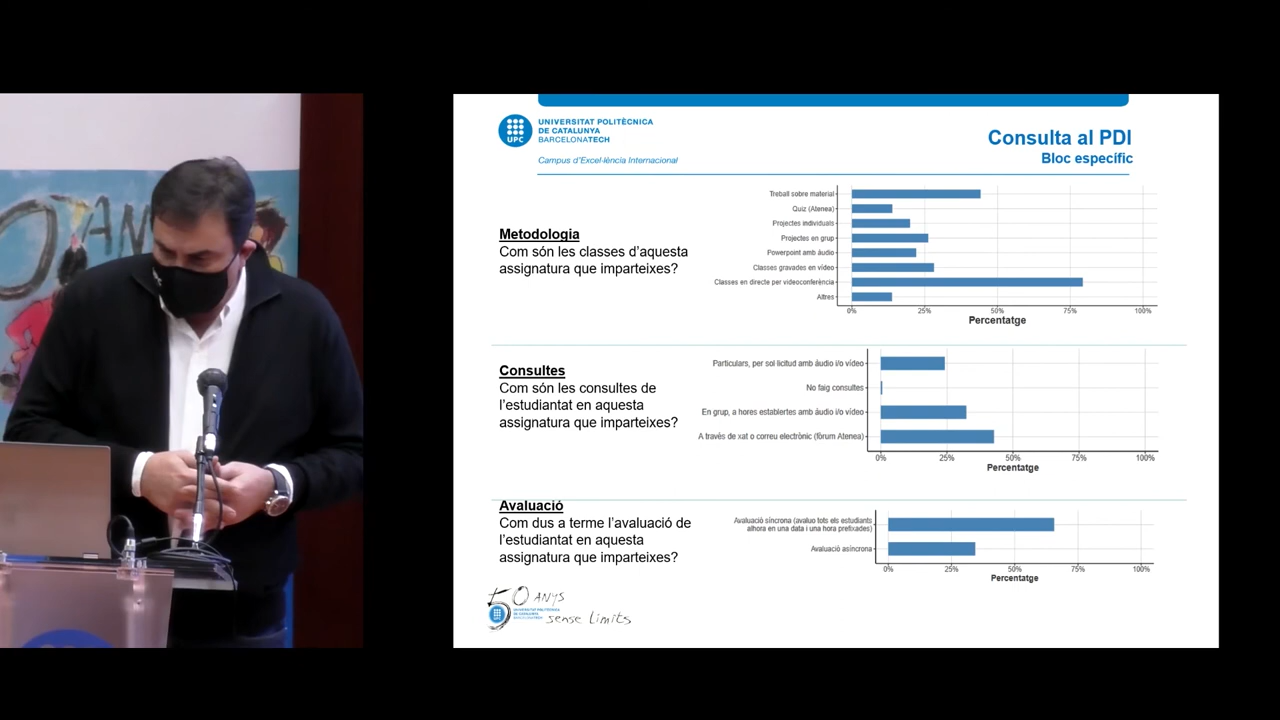 UNIVERSITAT POLITÈCNICA
DE CATALUNYA
BARCELONATECH
UPC
Campus d'Excel·lència Internacional
Consulta al PDI
Bloc específic
Metodologia
Com són les classes d'aquesta
assignatura que imparteixes?
Treball sobre material
Quiz (Atenea)
Projectes individuals
Projectes en grup
Powerpoint amb àudio
Classes gravades en vídeo
Classes en directe per videoconferència
Altres
0% 25% 50% 75% 100%
Percentatge
Consultes
Com són les consultes de
l'estudiantat en aquesta
assignatura que imparteixes?
Particulars, per sol licitud amb àudio i/o vídeo
No faig consultes
En grup, a hores establertes amb àudio i/o vídeo
A través de xat o correu electrònic (fòrum Atenea)
0% 25% 50% 75% 100%
Percentatge
Avaluació
Com dus a terme l'avaluació de
l'estudiantat en aquesta
assignatura que imparteixes?
Avaluació síncrona (avaluo tots els estudiants
alhora en una data i una hora prefixades)
Avaluació asíncrona
0% 25% 50% 75% 100%
Percentatge
50 ANYS
UNIVERSITAT POLITÈCNICA
DE CATALUNYA
BARCELONATECH
UPC
sense límits